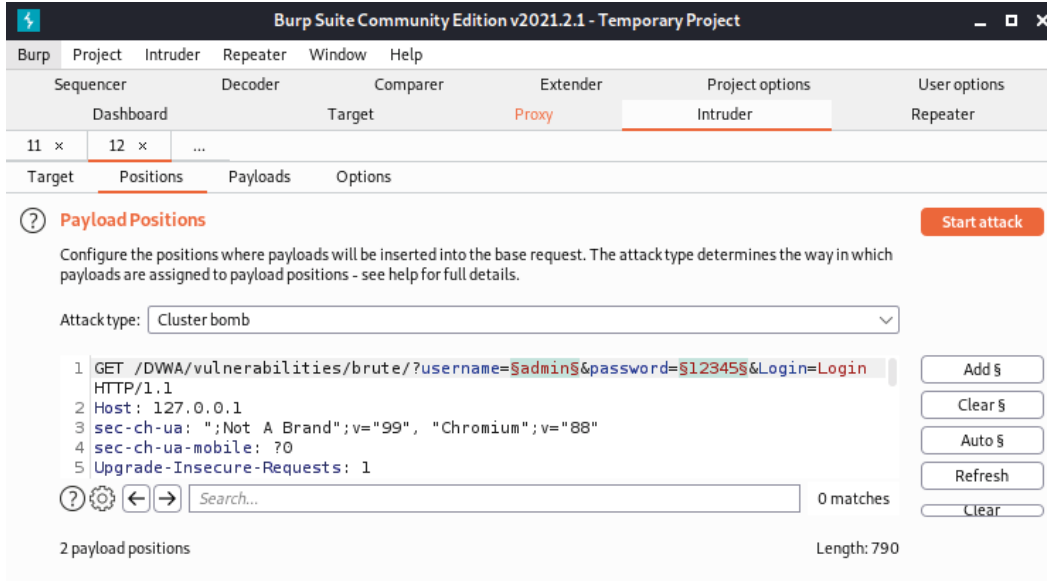 Burp Suite Community Edition v2021.2.1 - Temporary Project
Burp Project Intruder Repeater Window Help
Sequencer Decoder Comparer Extender Project options User options
Dashboard Target Proxy Intruder Repeater
11 × 12 × ...
Target Positions Payloads Options
? Payload Positions Start attack
Configure the positions where payloads will be inserted into the base request. The attack type determines the way in which
payloads are assigned to payload positions - see help for full details.
Attack type: Cluster bomb
1 GET /DVWA/vulnerabilities/brute/?username=§admin§&password=§12345§&Login=Login
HTTP/1.1
2 Host: 127.0.0.1
3 sec-ch-ua: ";Not A Brand";v="99", "Chromium";v="88"
4 sec-ch-ua-mobile: ?0
5 Upgrade-Insecure-Requests: 1
Add §
Clear §
Auto §
Refresh
Clear
? Search... 0 matches
2 payload positions Length: 790